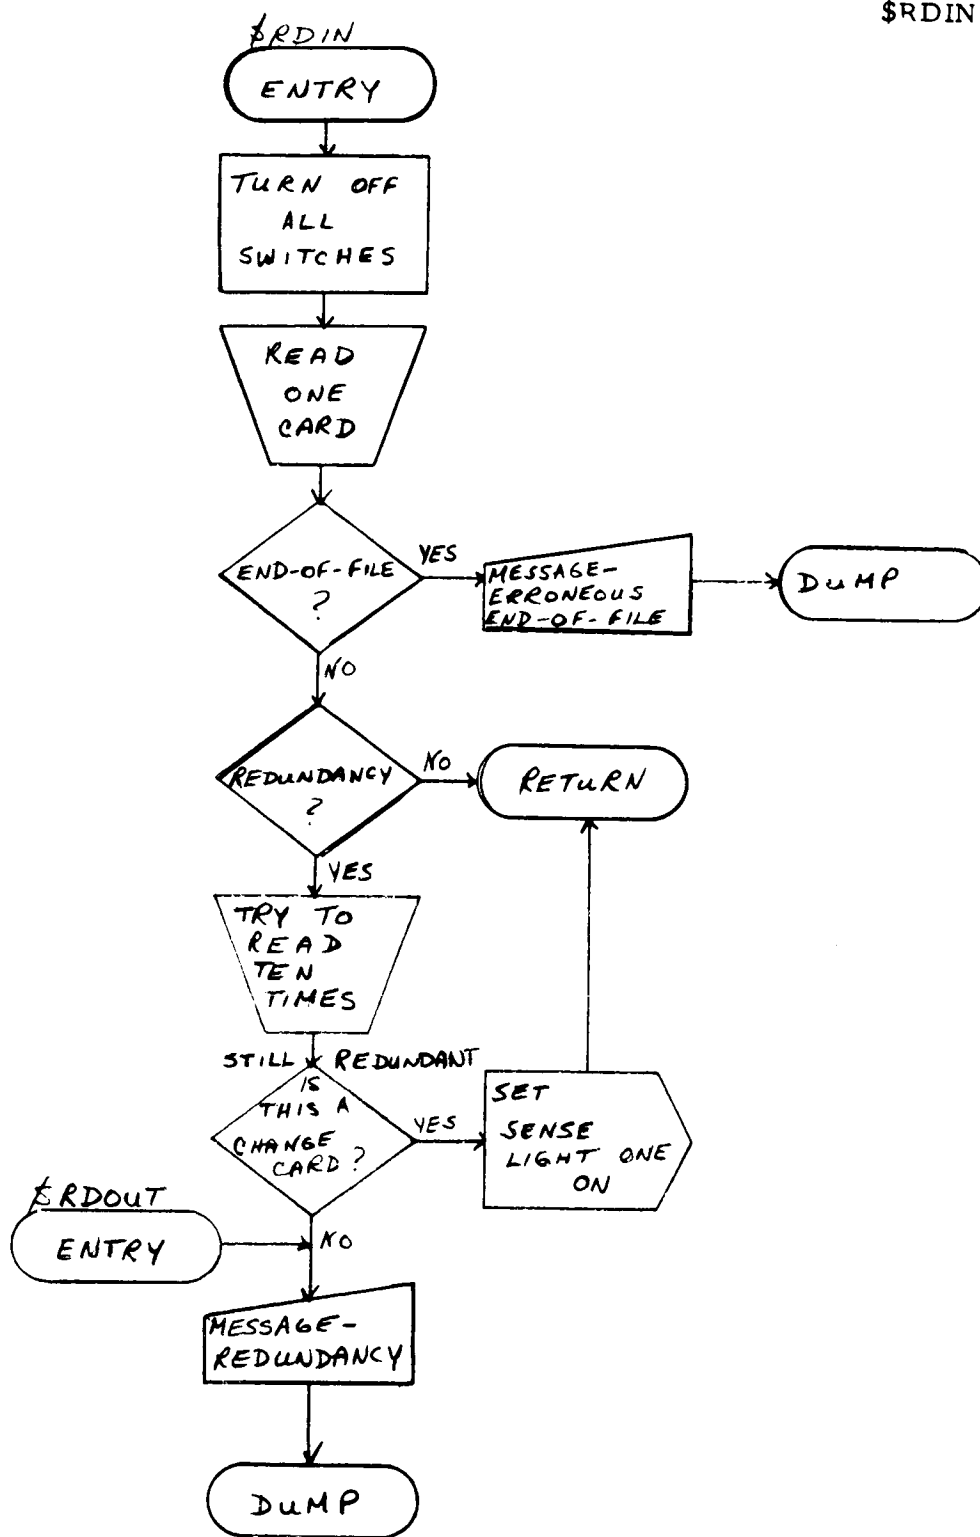 $RDIN
$RDIN
ENTRY
TURN OFF
ALL
SWITCHES
READ
ONE
CARD
END-OF-FILE
?
YES
MESSAGE-
ERRONEOUS
END-OF-FILE
DUMP
NO
REDUNDANCY
?
NO
RETURN
YES
TRY TO
READ
TEN
TIMES
STILL REDUNDANT
IS
THIS A
CHANGE
CARD?
YES
SET
SENSE
LIGHT ONE
ON
$RDOUT
ENTRY
NO
MESSAGE-
REDUNDANCY
DUMP